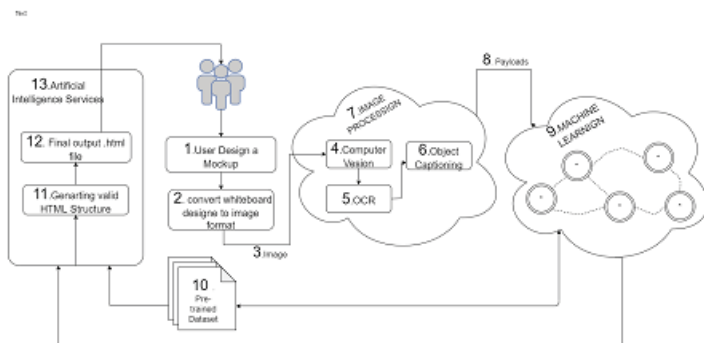 Text
13.Artificial
Intelligence Services
12. Final output .html
file
11.Genarting valid
HTML Structure
1.User Design a
Mockup
2. convert whiteboard
designe to image
format
3.Image
7 IMAGE
PROCESSIGN
4.Computer
Vesion
5.OCR
6.Object
Captioning
8 Payloads
9.MACHINE
LEARNIGN
10 .
Pre-
trained
Dataset